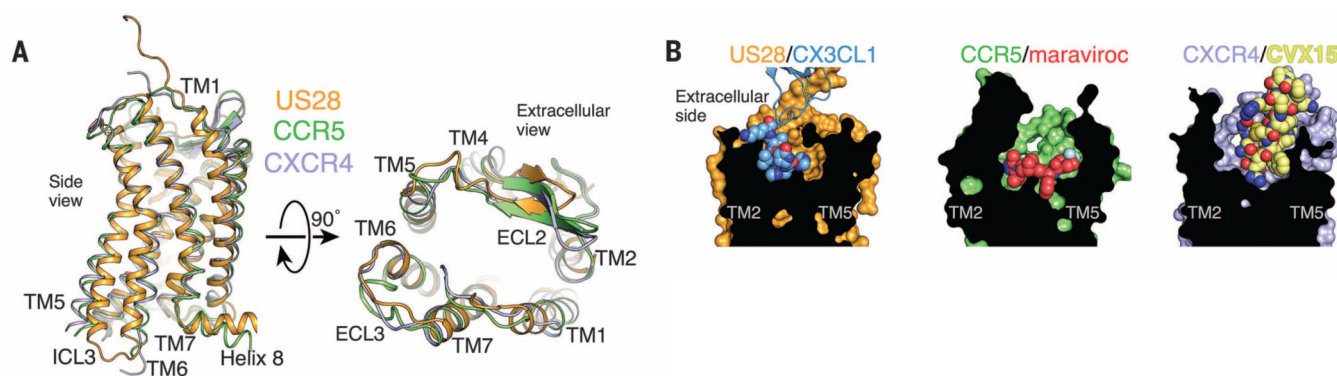 A
TM1
US28
CCR5
CXCR4
Side
view
TM5
ICL3
TM7
TM6
Helix 8
90°
Extracellular
view
TM4
TM5
TM6
ECL2
TM2
ECL3
TM7
TM1
B
US28/CX3CL1
Extracellular
side
TM2
TM5
CCR5/maraviroc
TM2
TM5
CXCR4/CVX15
TM2
TM5